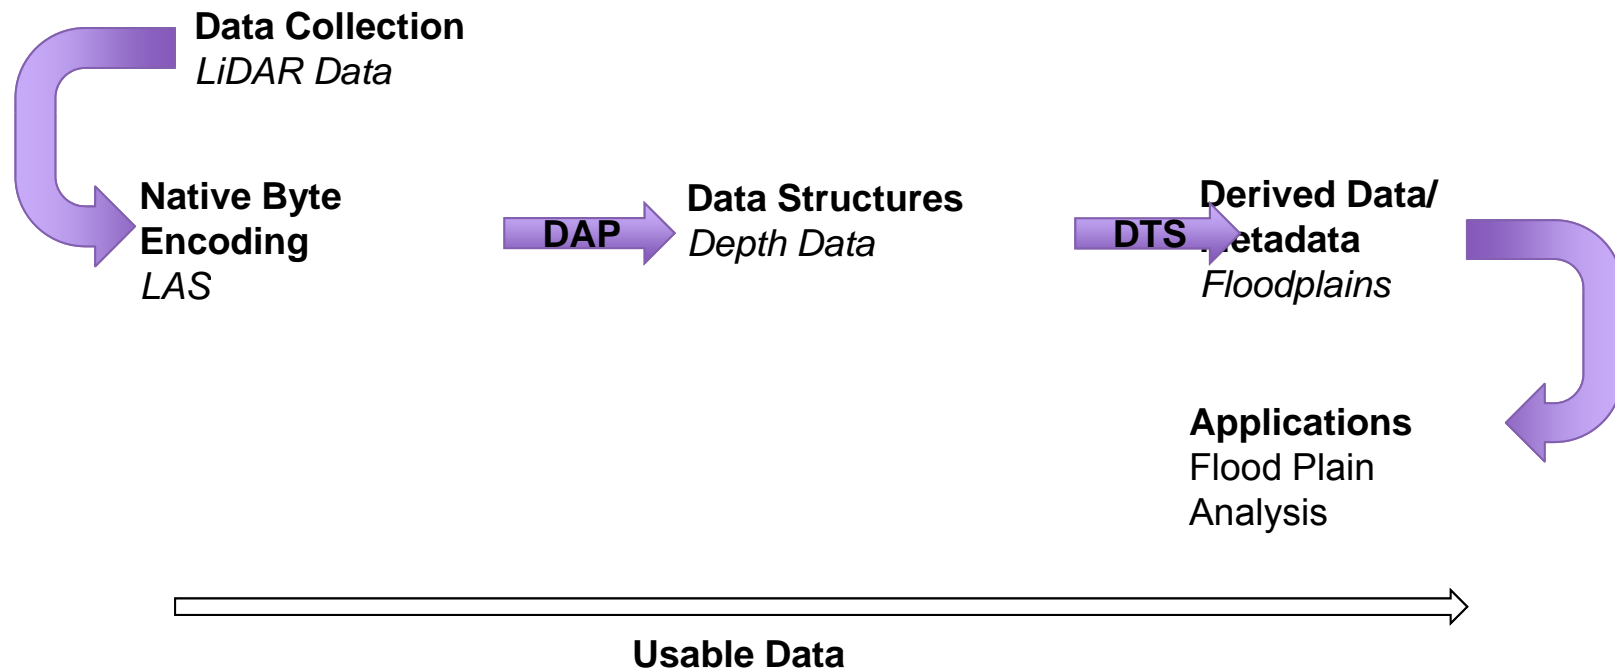 Data Collection
LiDAR Data
Native Byte
Encoding
LAS
DAP
Data Structures
Depth Data
DTS
Derived Data/
Metadata
Floodplains
Applications
Flood Plain
Analysis
Usable Data